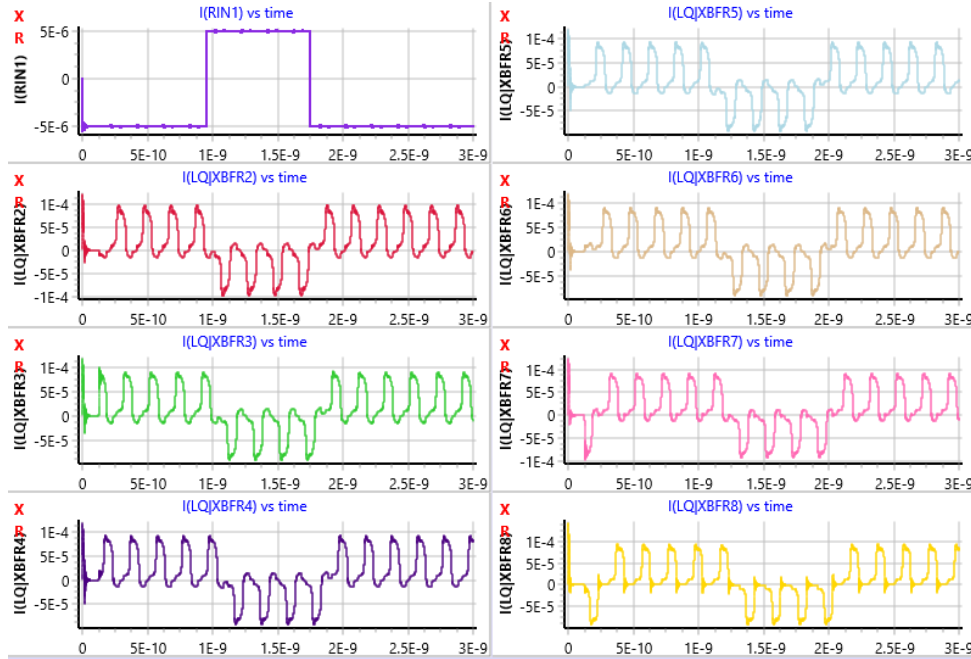 X
R
I(RIN1) vs time
I(RIN1)
5E-6
0
-5E-6
0 5E-10 1E-9 1.5E-9 2E-9 2.5E-9 3E-9
X
R
I(LQ|XBFR2) vs time
I(LQ|XBFR2)
1E-4
5E-5
0
-5E-5
-1E-4
0 5E-10 1E-9 1.5E-9 2E-9 2.5E-9 3E-9
X
R
I(LQ|XBFR3) vs time
I(LQ|XBFR3)
1E-4
5E-5
0
-5E-5
0 5E-10 1E-9 1.5E-9 2E-9 2.5E-9 3E-9
X
R
I(LQ|XBFR4) vs time
I(LQ|XBFR4)
1E-4
5E-5
0
-5E-5
0 5E-10 1E-9 1.5E-9 2E-9 2.5E-9 3E-9
X
R
I(LQ|XBFR5) vs time
I(LQ|XBFR5)
1E-4
5E-5
0
-5E-5
0 5E-10 1E-9 1.5E-9 2E-9 2.5E-9 3E-9
X
R
I(LQ|XBFR6) vs time
I(LQ|XBFR6)
1E-4
5E-5
0
-5E-5
0 5E-10 1E-9 1.5E-9 2E-9 2.5E-9 3E-9
X
R
I(LQ|XBFR7) vs time
I(LQ|XBFR7)
1E-4
5E-5
0
-5E-5
-1E-4
0 5E-10 1E-9 1.5E-9 2E-9 2.5E-9 3E-9
X
R
I(LQ|XBFR8) vs time
I(LQ|XBFR8)
1E-4
5E-5
0
-5E-5
0 5E-10 1E-9 1.5E-9 2E-9 2.5E-9 3E-9